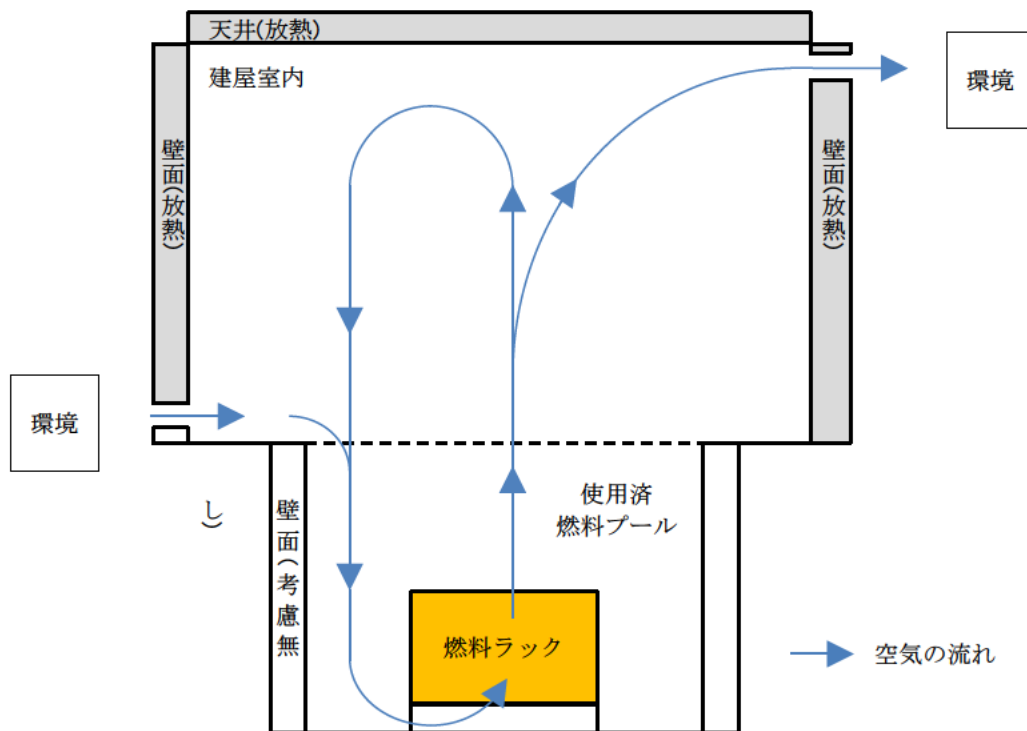 天井(放熱)
建屋室内
環境
壁面(放熱)
壁面(放熱)
環境
使用済
燃料プール
壁面(考慮無
し)
燃料ラック
空気の流れ